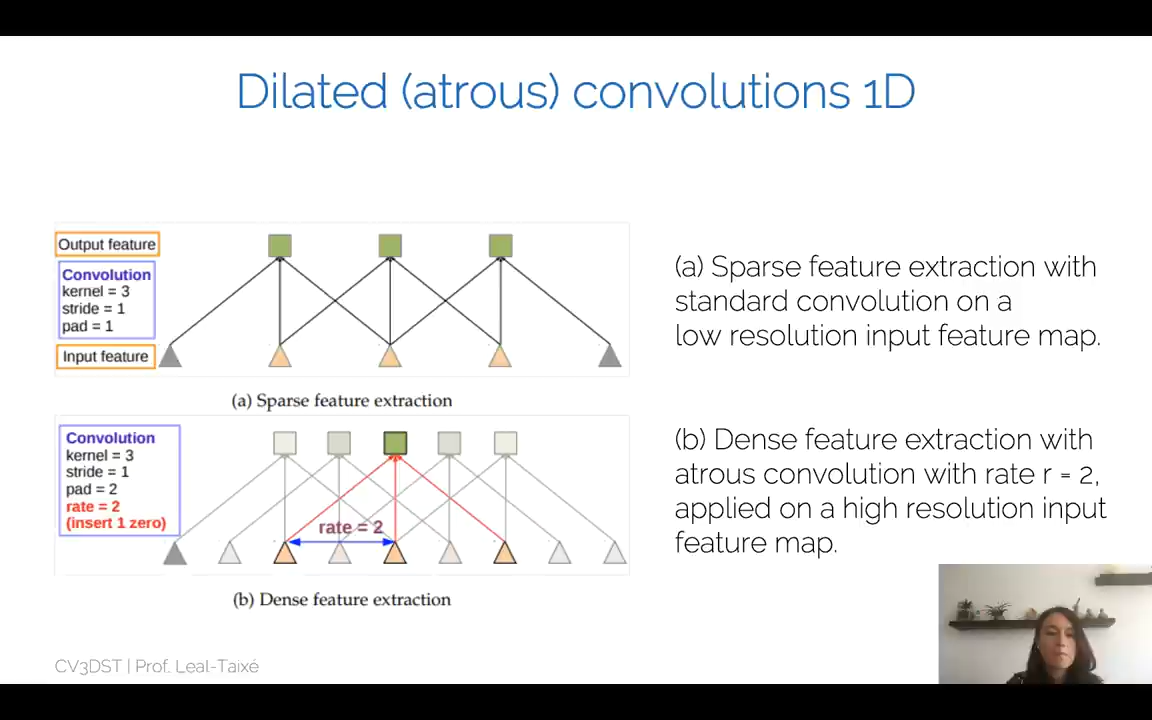 Dilated (atrous) convolutions 1D
Output feature
Convolution
kernel = 3
stride = 1
pad = 1
Input feature
(a) Sparse feature extraction
(a) Sparse feature extraction with
standard convolution on a
low resolution input feature map.
Convolution
kernel = 3
stride = 1
pad = 2
rate = 2
(insert 1 zero)
rate = 2
(b) Dense feature extraction
(b) Dense feature extraction with
atrous convolution with rate r = 2,
applied on a high resolution input
feature map.
CV3DST | Prof. Leal-Taixé